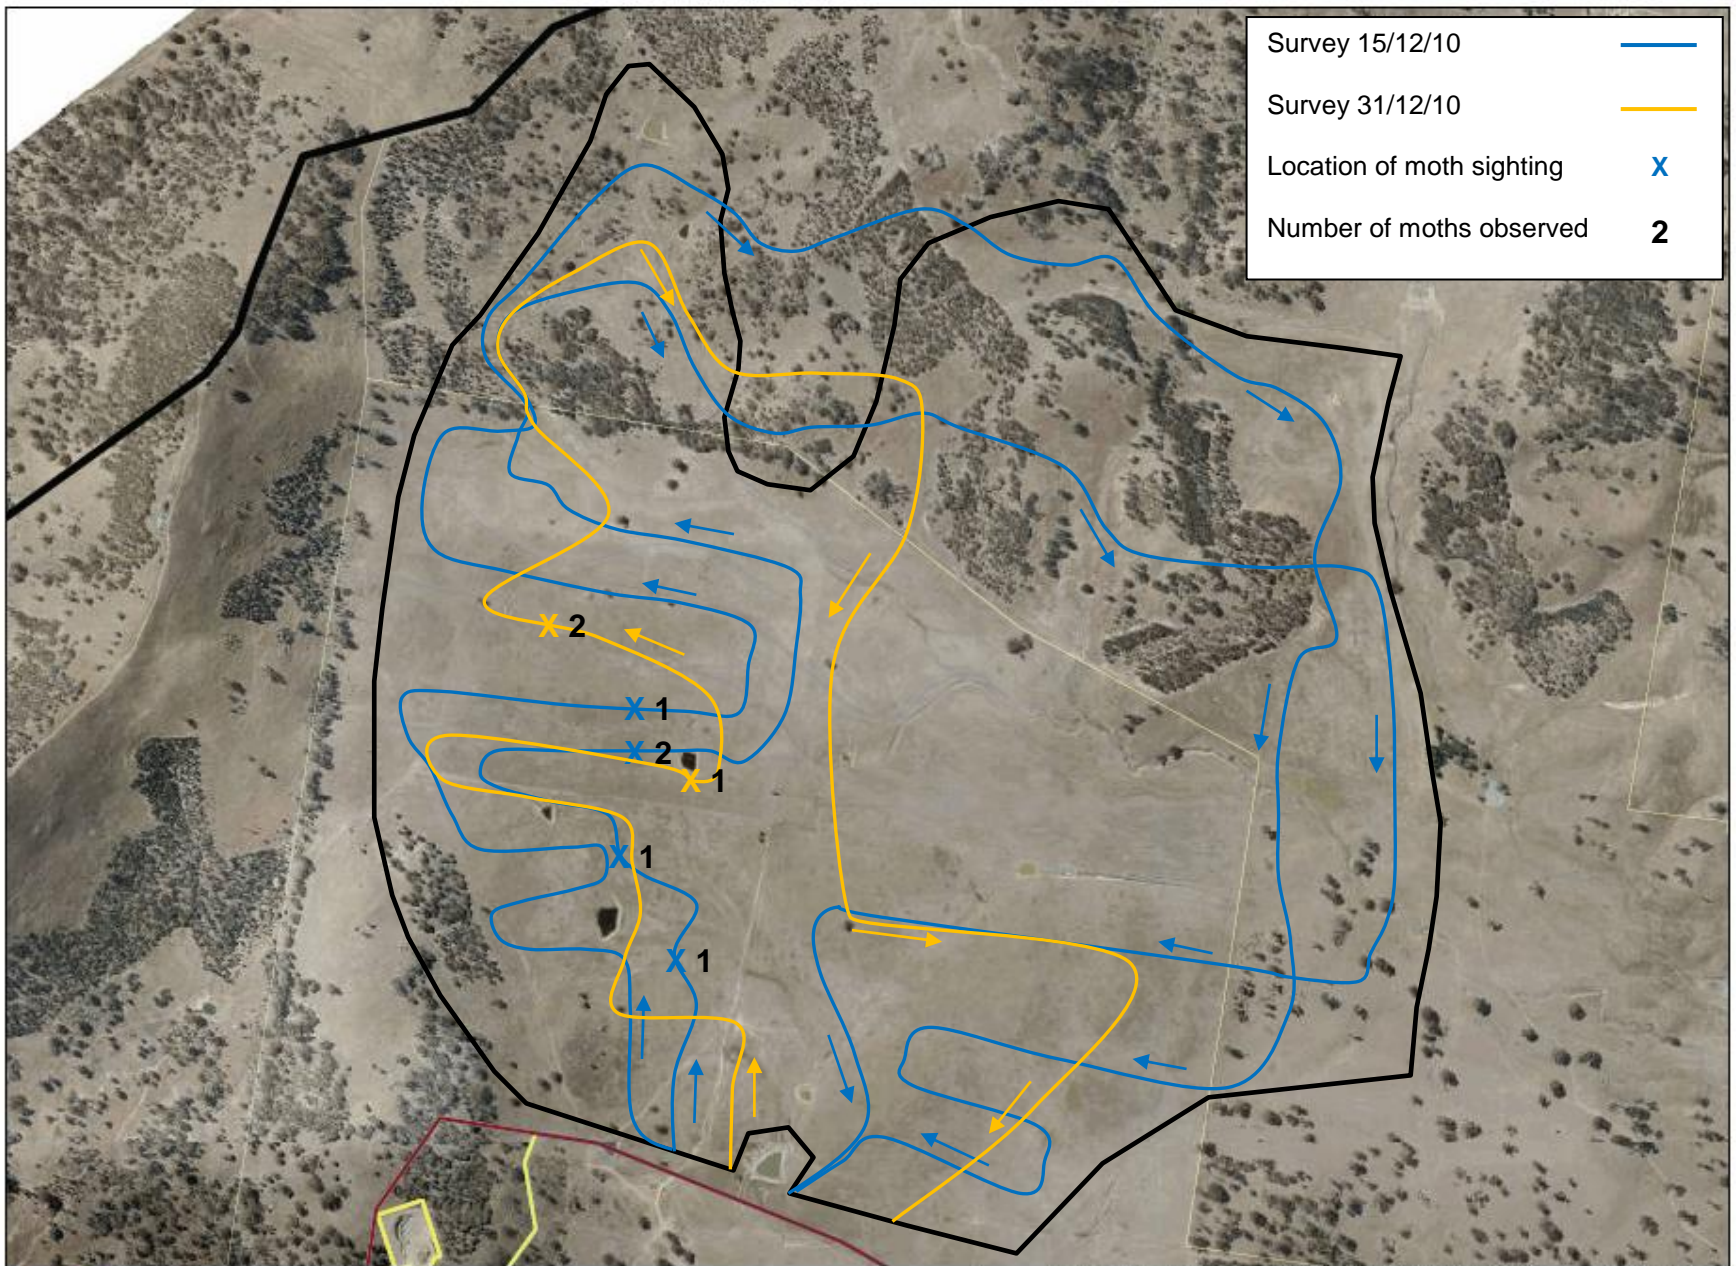 Survey 15/12/10
Survey 31/12/10
Location of moth sighting X
Number of moths observed 2
X 2
X 1
X 2
X 1
X 1
X 1